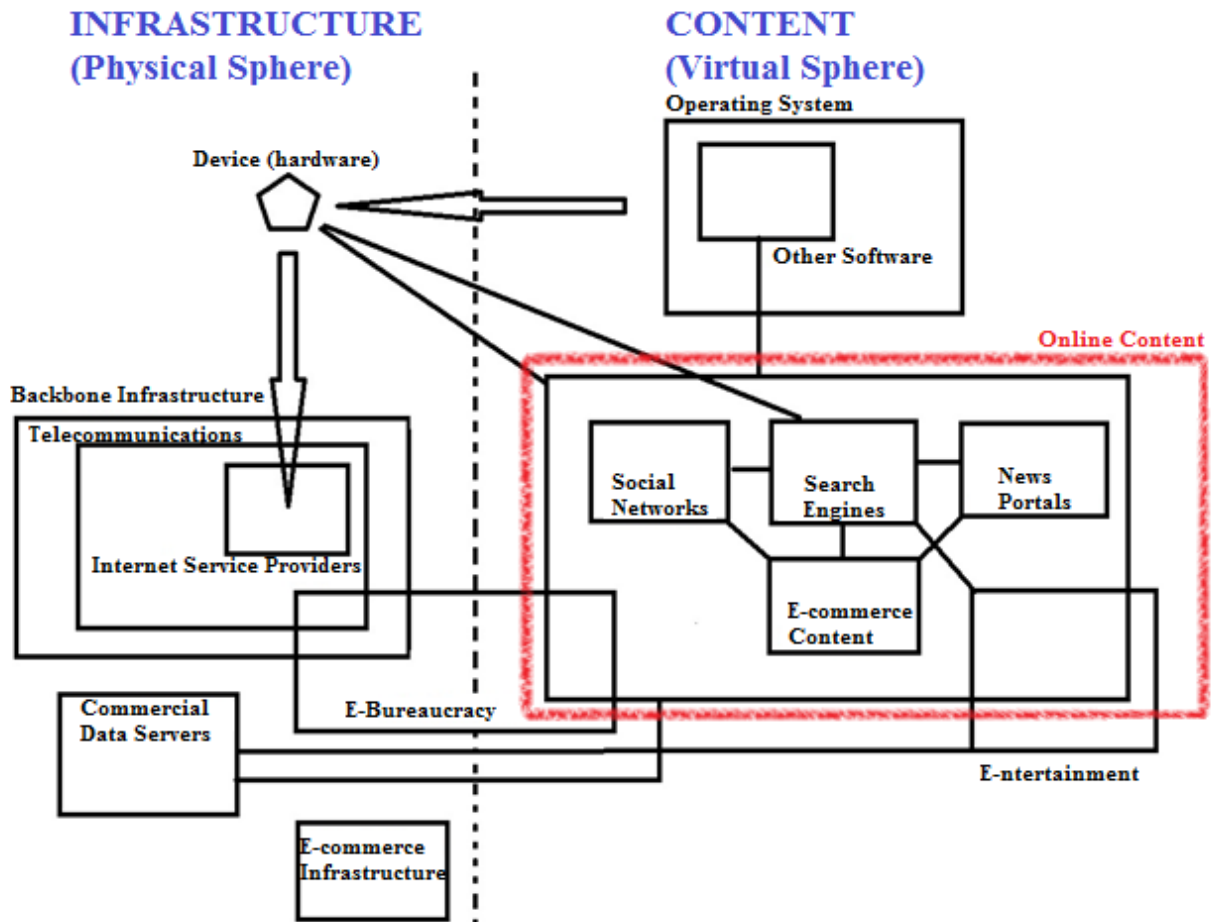 INFRASTRUCTURE
(Physical Sphere)
CONTENT
(Virtual Sphere)
Operating System
Device (hardware)
Other Software
Online Content
Backbone Infrastructure
Telecommunications
Internet Service Providers
Social
Networks
Search
Engines
News
Portals
E-commerce
Content
E-Bureaucracy
Commercial
Data Servers
E-ntertainment
E-commerce
Infrastructure